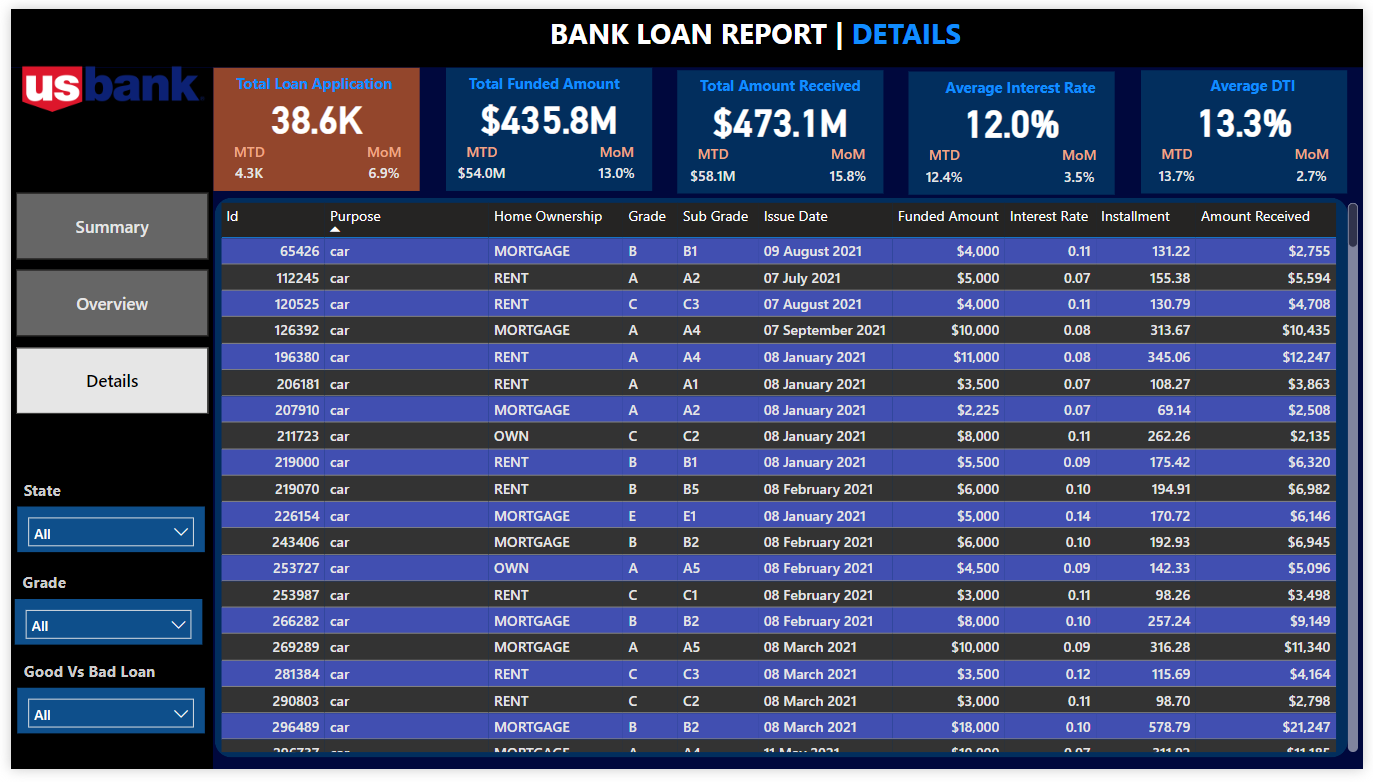 BANK LOAN REPORT | DETAILS
usbank
Total Loan Application
38.6K
MTD MoM
4.3K 6.9%
Total Funded Amount
$435.8M
MTD MoM
$54.0M 13.0%
Total Amount Received
$473.1M
MTD MoM
$58.1M 15.8%
Average Interest Rate
12.0%
MTD MoM
12.4% 3.5%
Average DTI
13.3%
MTD MoM
13.7% 2.7%
Summary
Overview
Details
State
All
Grade
All
Good Vs Bad Loan
All
Id Purpose Home Ownership Grade Sub Grade Issue Date Funded Amount Interest Rate Installment Amount Received
65426 car MORTGAGE B B1 09 August 2021 $4,000 0.11 131.22 $2,755
112245 car RENT A A2 07 July 2021 $5,000 0.07 155.38 $5,594
120525 car RENT C C3 07 August 2021 $4,000 0.11 130.79 $4,708
126392 car MORTGAGE A A4 07 September 2021 $10,000 0.08 313.67 $10,435
196380 car RENT A A4 08 January 2021 $11,000 0.08 345.06 $12,247
206181 car RENT A A1 08 January 2021 $3,500 0.07 108.27 $3,863
207910 car MORTGAGE A A2 08 January 2021 $2,225 0.07 69.14 $2,508
211723 car OWN C C2 08 January 2021 $8,000 0.11 262.26 $2,135
219000 car RENT B B1 08 January 2021 $5,500 0.09 175.42 $6,320
219070 car RENT B B5 08 February 2021 $6,000 0.10 194.91 $6,982
226154 car MORTGAGE E E1 08 January 2021 $5,000 0.14 170.72 $6,146
243406 car MORTGAGE B B2 08 February 2021 $6,000 0.10 192.93 $6,945
253727 car OWN A A5 08 February 2021 $4,500 0.09 142.33 $5,096
253987 car RENT C C1 08 February 2021 $3,000 0.11 98.26 $3,498
266282 car MORTGAGE B B2 08 February 2021 $8,000 0.10 257.24 $9,149
269289 car MORTGAGE A A5 08 March 2021 $10,000 0.09 316.28 $11,340
281384 car RENT C C3 08 March 2021 $3,500 0.12 115.69 $4,164
290803 car RENT C C2 08 March 2021 $3,000 0.11 98.70 $2,798
296489 car MORTGAGE B B2 08 March 2021 $18,000 0.10 578.79 $21,247